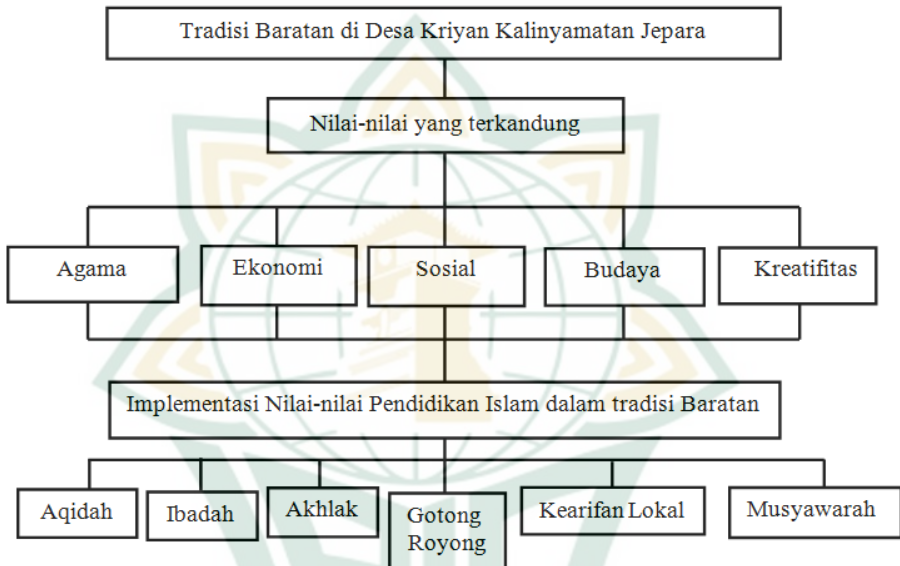 Tradisi Baratan di Desa Kriyan Kalinyamatan Jepara
Nilai-nilai yang terkandung
Agama
Ekonomi
Sosial
Budaya
Kreatifitas
Implementasi Nilai-nilai Pendidikan Islam dalam tradisi Baratan
Aqidah
Ibadah
Akhlak
Gotong
Royong
Kearifan Lokal
Musyawarah